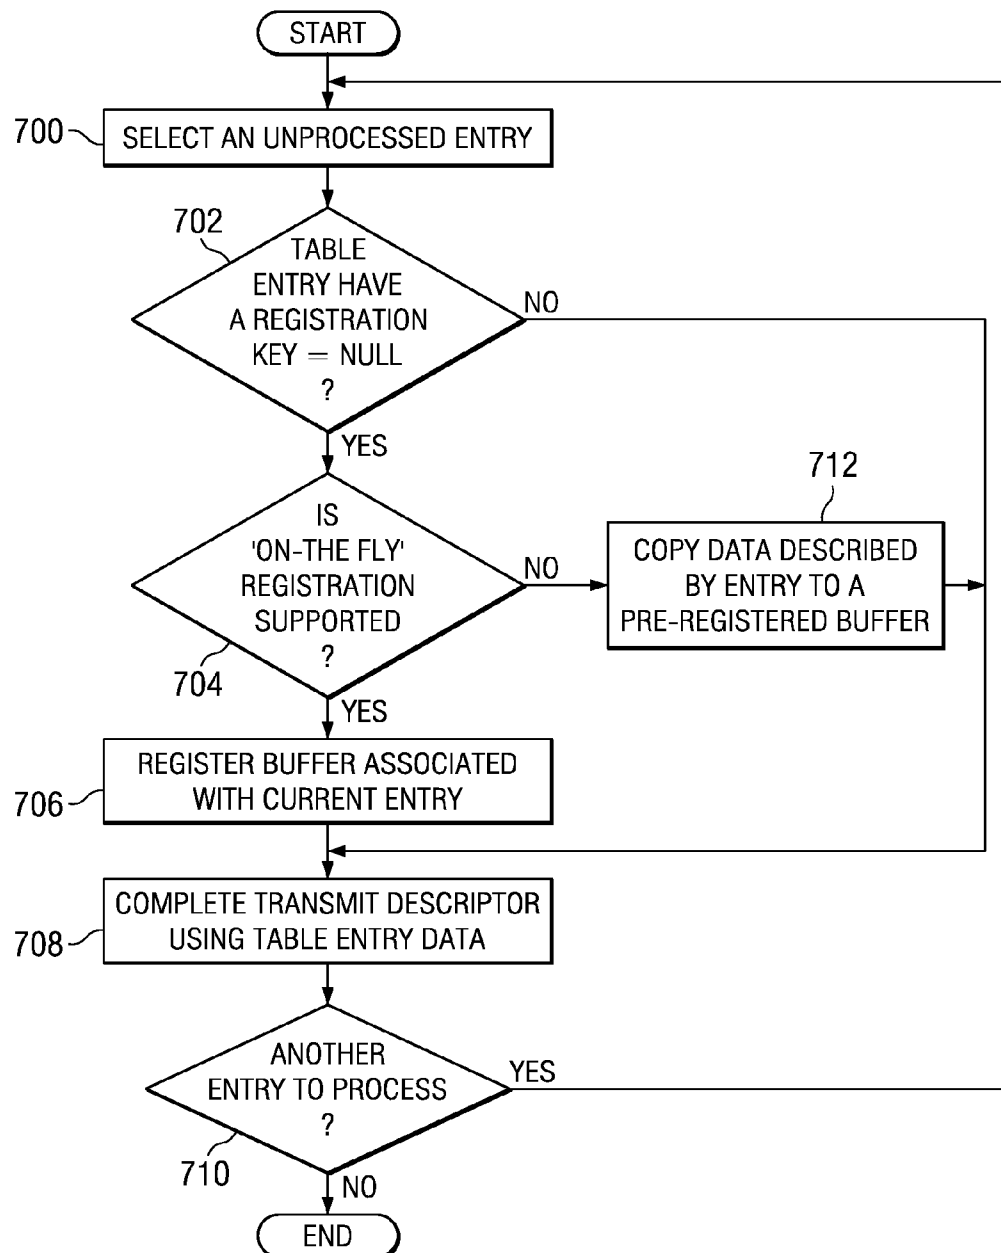 START
700
SELECT AN UNPROCESSED ENTRY
702
TABLE
ENTRY HAVE
A REGISTRATION
KEY = NULL
?
NO
YES
712
IS
'ON-THE FLY'
REGISTRATION
SUPPORTED
?
NO
COPY DATA DESCRIBED
BY ENTRY TO A
PRE-REGISTERED BUFFER
704
YES
REGISTER BUFFER ASSOCIATED
WITH CURRENT ENTRY
706
COMPLETE TRANSMIT DESCRIPTOR
USING TABLE ENTRY DATA
708
ANOTHER
ENTRY TO PROCESS
?
YES
710
NO
END